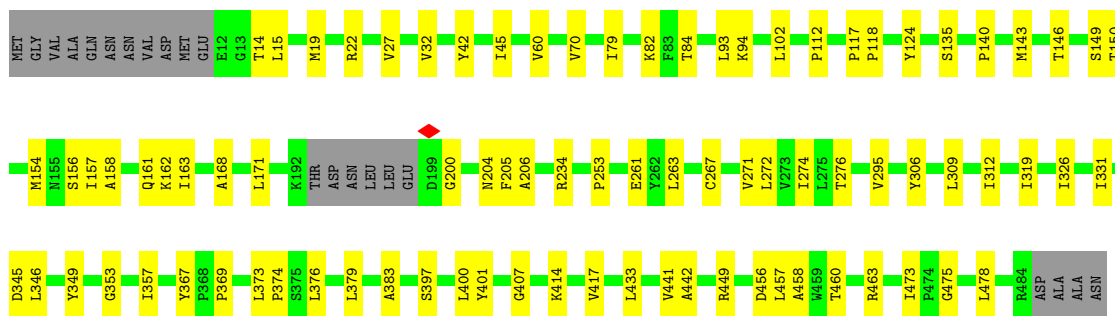 MET GLY VAL ALA GLN ASN ASN VAL ASP MET GLU E12 G13 T14 L15 M19 R22 V27 V32 Y42 I45 V60 V70 I79 K82 F83 T84 L93 K94 L102 P112 P117 P118 Y124 S135 P140 M143 T146 S149 T150
M154 N155 S156 I157 A158 Q161 K162 I163 A168 L171 K192 THR ASP ASN LEU LEU GLU D199 G200 N204 F205 A206 R234 P253 E261 Y262 L263 C267 V271 L272 V273 I274 L275 T276 V295 Y306 L309 I312 I319 I326 I331
D345 L346 Y349 G353 I357 Y367 P368 P369 L373 P374 S375 L376 L379 A383 S397 L400 Y401 G407 K414 V417 L433 V441 A442 R449 D456 L457 A458 W459 T460 R463 I473 P474 G475 L478 R484 ASP ALA ALA ASN